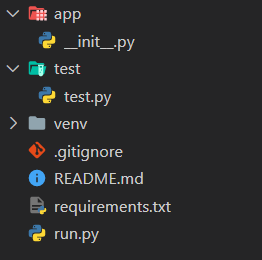 app
__init__.py
test
test.py
venv
.gitignore
README.md
requirements.txt
run.py